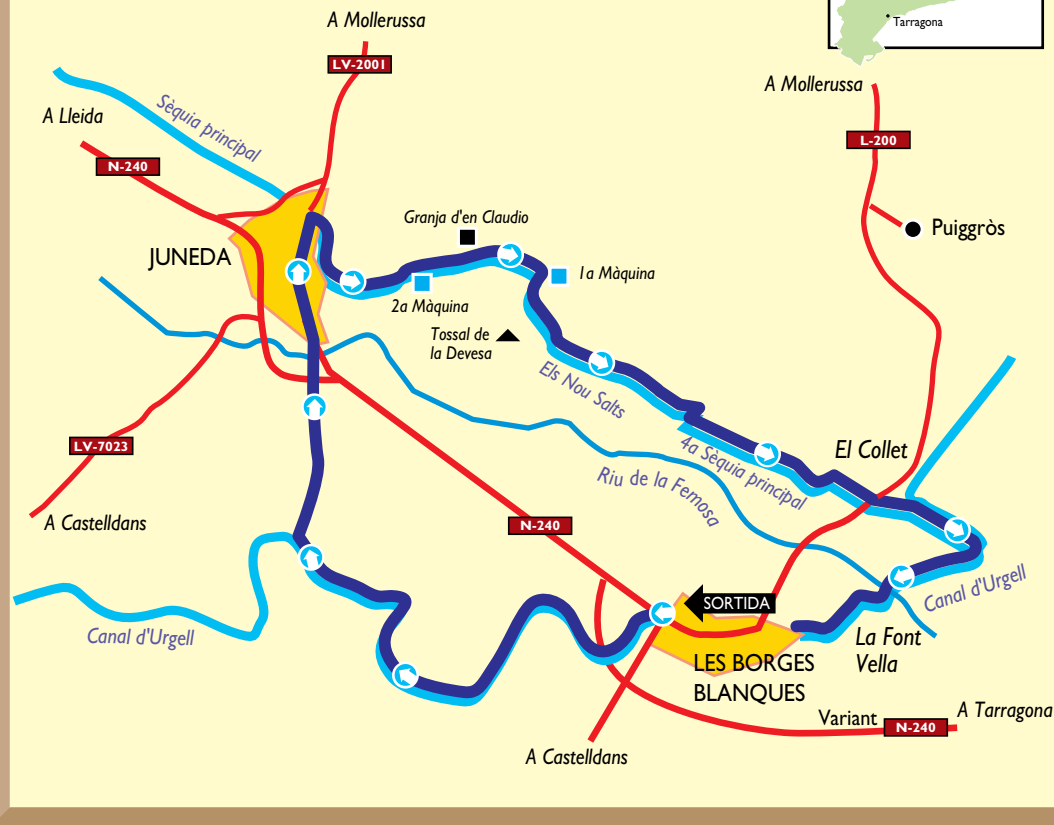 A Mollerussa
Tarragona
LV-2001
A Mollerussa
A Lleida
Sèquia principal
L-200
N-240
Granja d'en Claudio
Puiggròs
JUNEDA
1a Màquina
2a Màquina
Tossal de
la Devesa
Els Nou Salts
LV-7023
4a Sèquia principal
El Collet
Riu de la Femosa
A Castelldans
N-240
Canal d'Urgell
SORTIDA
Canal d'Urgell
La Font
Vella
LES BORGES
BLANQUES
Variant
N-240
A Tarragona
A Castelldans